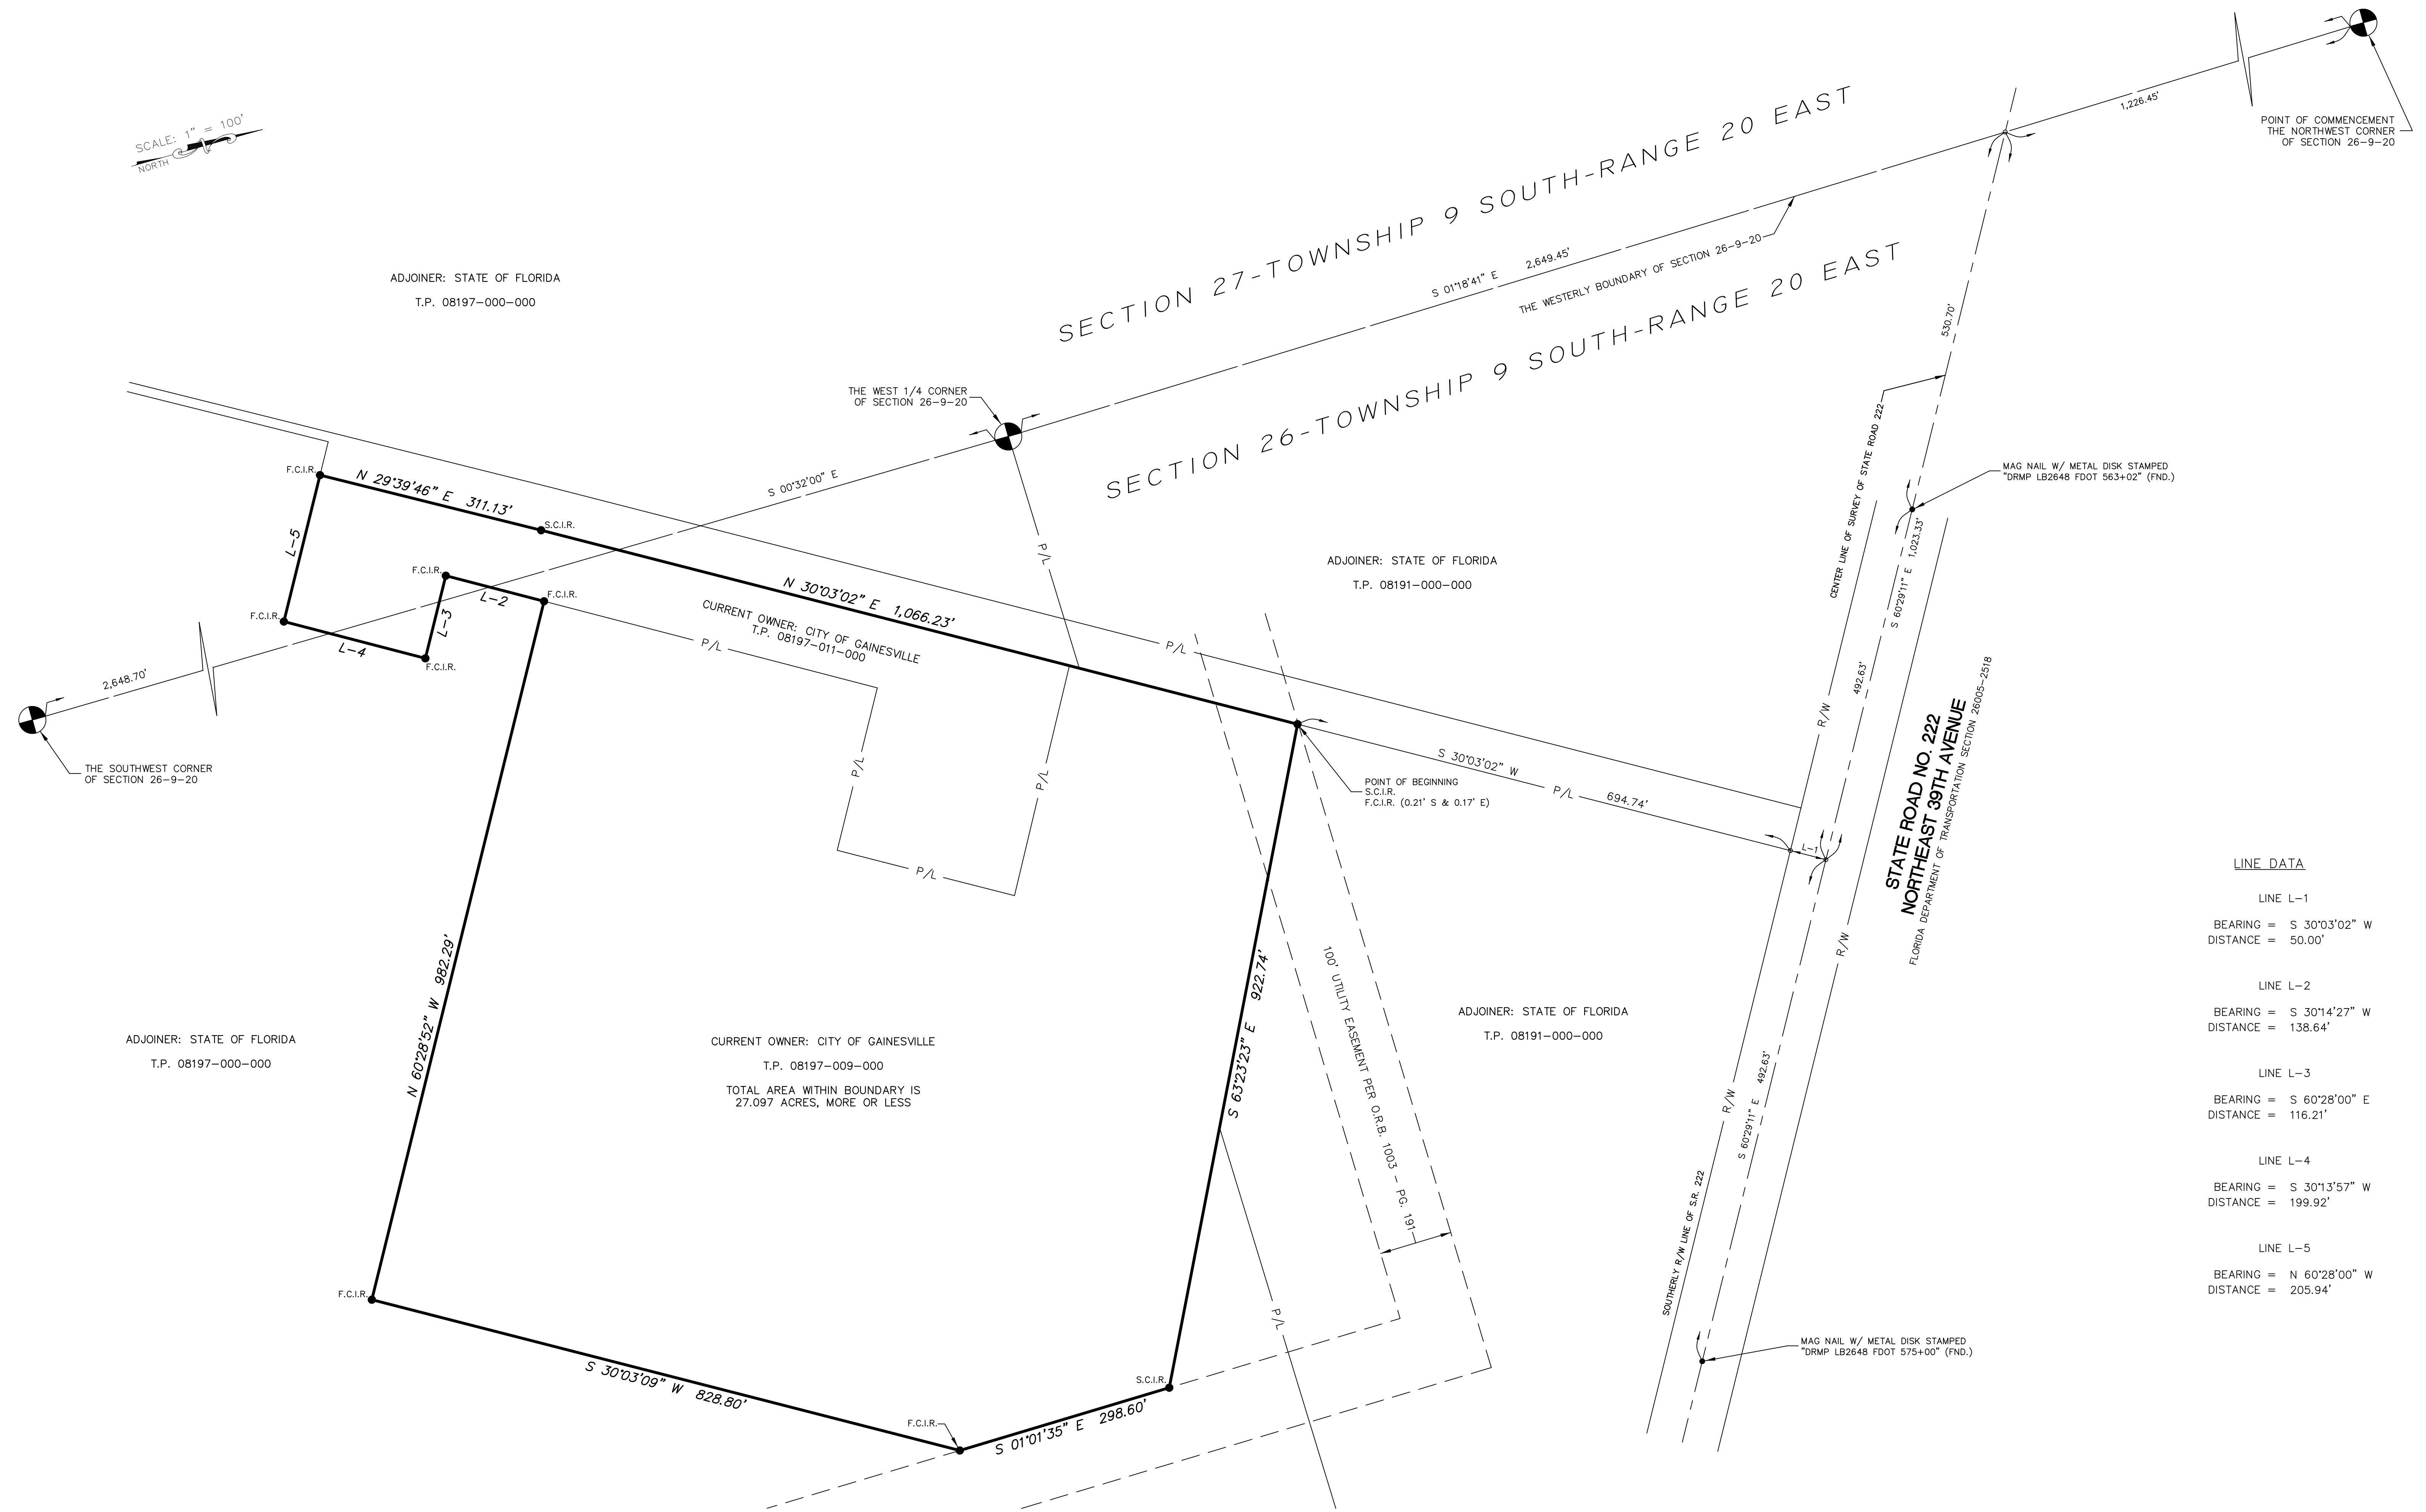 SCALE: 1" = 100'
NORTH
POINT OF COMMENCEMENT
THE NORTHWEST CORNER
OF SECTION 26-9-20
1,226.45'
SECTION 27-TOWNSHIP 9 SOUTH-RANGE 20 EAST
S 01°18'41" E 2,649.45'
THE WESTERLY BOUNDARY OF SECTION 26-9-20
SECTION 26-TOWNSHIP 9 SOUTH-RANGE 20 EAST
ADJOINER: STATE OF FLORIDA
T.P. 08197-000-000
THE WEST 1/4 CORNER
OF SECTION 26-9-20
S 00°32'00" E
530.70'
CENTER LINE OF SURVEY OF STATE ROAD 222
MAG NAIL W/ METAL DISK STAMPED
"DRMP LB2648 FDOT 563+02" (FND.)
S 60°29'11" E 1,023.33'
492.63'
F.C.I.R.
N 29°39'46" E 311.13'
S.C.I.R.
L-5
F.C.I.R.
L-2
F.C.I.R.
L-3
F.C.I.R.
L-4
F.C.I.R.
N 30°03'02" E 1,066.23'
CURRENT OWNER: CITY OF GAINESVILLE
T.P. 08197-011-000
P/L
P/L
P/L
P/L
P/L
P/L
ADJOINER: STATE OF FLORIDA
T.P. 08191-000-000
2,648.70'
THE SOUTHWEST CORNER
OF SECTION 26-9-20
POINT OF BEGINNING
S.C.I.R.
F.C.I.R. (0.21' S & 0.17' E)
S 30°03'02" W
P/L
694.74'
L-1
R/W
R/W
STATE ROAD NO. 222
NORTHEAST 39TH AVENUE
FLORIDA DEPARTMENT OF TRANSPORTATION SECTION 26005-2518
N 60°28'52" W 982.29'
S 63°23'23" E 922.74'
100' UTILITY EASEMENT PER O.R.B. 1003 - PG. 191
ADJOINER: STATE OF FLORIDA
T.P. 08197-000-000
CURRENT OWNER: CITY OF GAINESVILLE
T.P. 08197-009-000
TOTAL AREA WITHIN BOUNDARY IS
27.097 ACRES, MORE OR LESS
ADJOINER: STATE OF FLORIDA
T.P. 08191-000-000
R/W
S 60°29'11" E 492.63'
SOUTHERLY R/W LINE OF S.R. 222
P/L
F.C.I.R.
S 30°03'09" W 828.80'
F.C.I.R.
S 01°01'35" E 298.60'
S.C.I.R.
MAG NAIL W/ METAL DISK STAMPED
"DRMP LB2648 FDOT 575+00" (FND.)
LINE DATA
LINE L-1
BEARING = S 30°03'02" W
DISTANCE = 50.00'
LINE L-2
BEARING = S 30°14'27" W
DISTANCE = 138.64'
LINE L-3
BEARING = S 60°28'00" E
DISTANCE = 116.21'
LINE L-4
BEARING = S 30°13'57" W
DISTANCE = 199.92'
LINE L-5
BEARING = N 60°28'00" W
DISTANCE = 205.94'